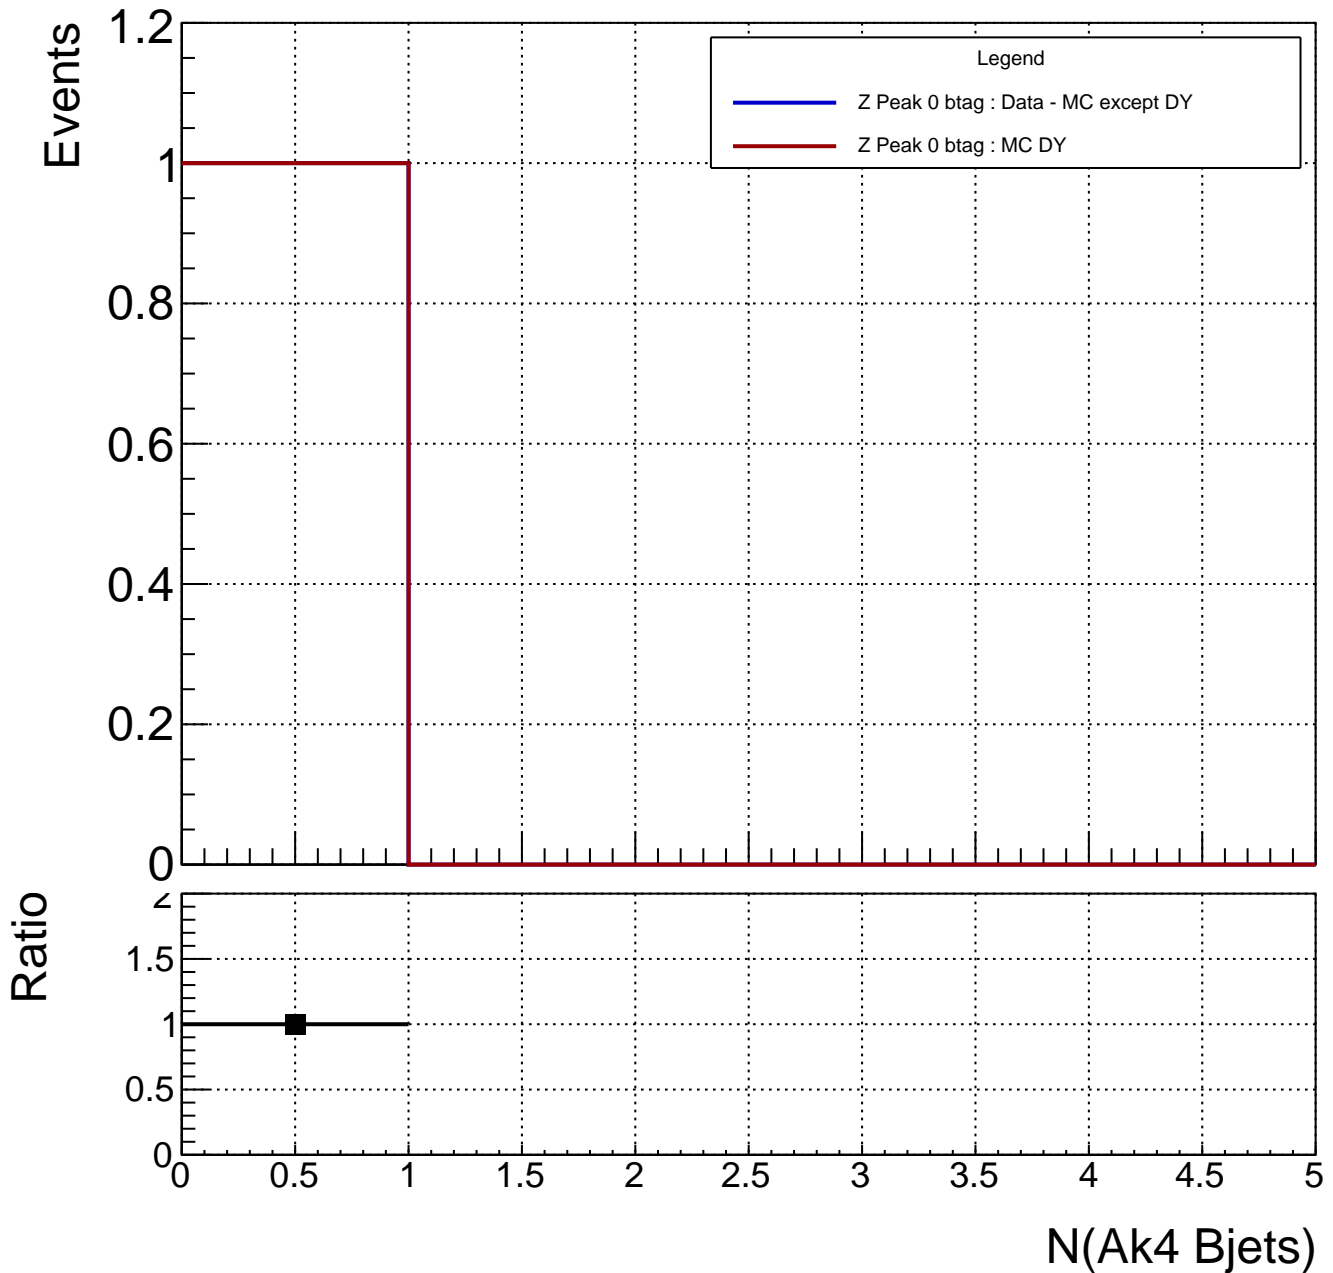 Events
1.2
1
0.8
0.6
0.4
0.2
0
Legend
Z Peak 0 btag : Data - MC except DY
Z Peak 0 btag : MC DY
Ratio
2
1.5
1
0.5
0
0 0.5 1 1.5 2 2.5 3 3.5 4 4.5 5
N(Ak4 Bjets)